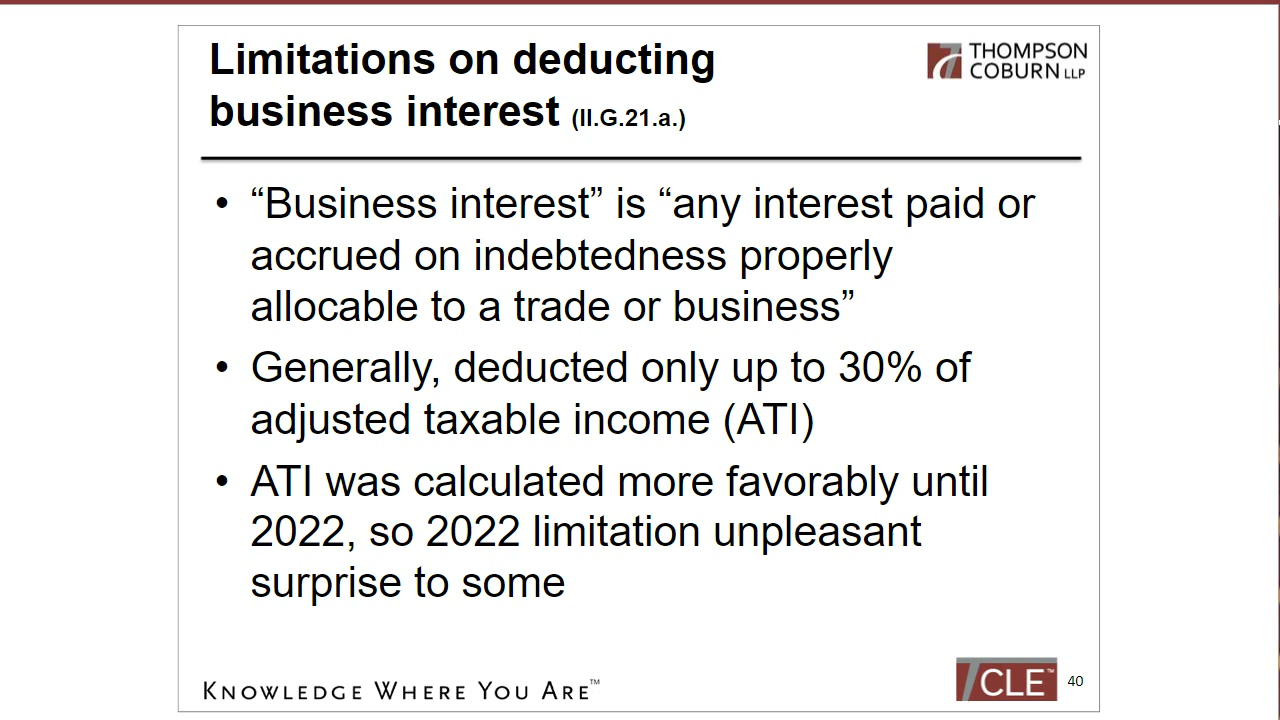 Limitations on deducting
business interest (II.G.21.a.)
THOMPSON
COBURN LLP
• “Business interest” is “any interest paid or
accrued on indebtedness properly
allocable to a trade or business”
• Generally, deducted only up to 30% of
adjusted taxable income (ATI)
• ATI was calculated more favorably until
2022, so 2022 limitation unpleasant
surprise to some
KNOWLEDGE WHERE YOU ARE™
TCLE™
40